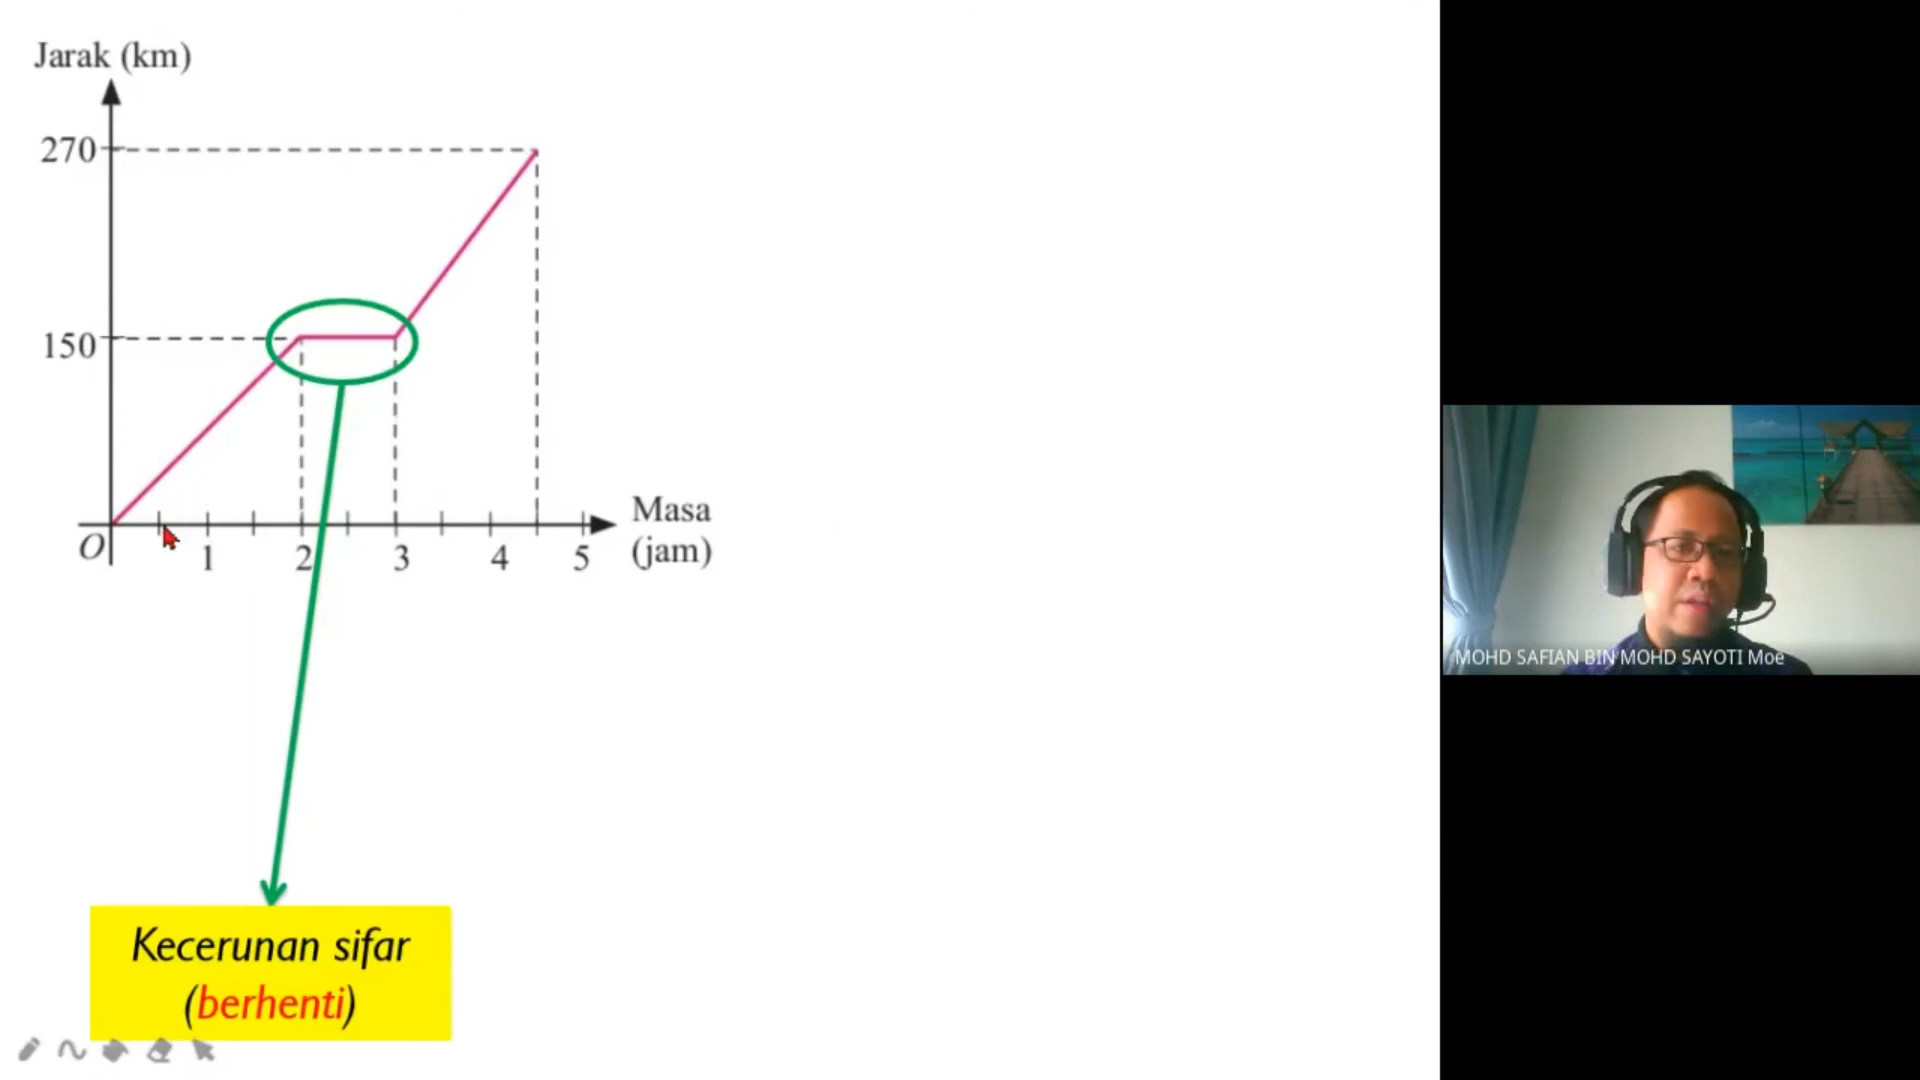 Jarak (km)
270
150
O
1
2
3
4
5
Masa
(jam)
Kecerunan sifar
(berhenti)
MOHD SAFIAN BIN MOHD SAYOTI Moe